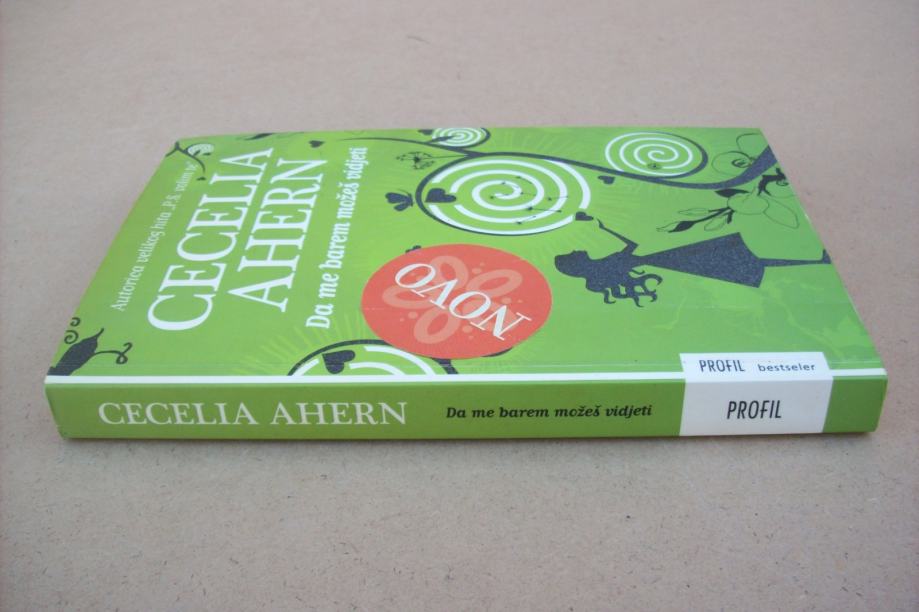 Autorica velikog hita „P.S. volim te“
CECELIA
AHERN
Da me barem možeš vidjeti
NOVO
PROFIL bestseler
CECELIA AHERN
Da me barem možeš vidjeti
PROFIL